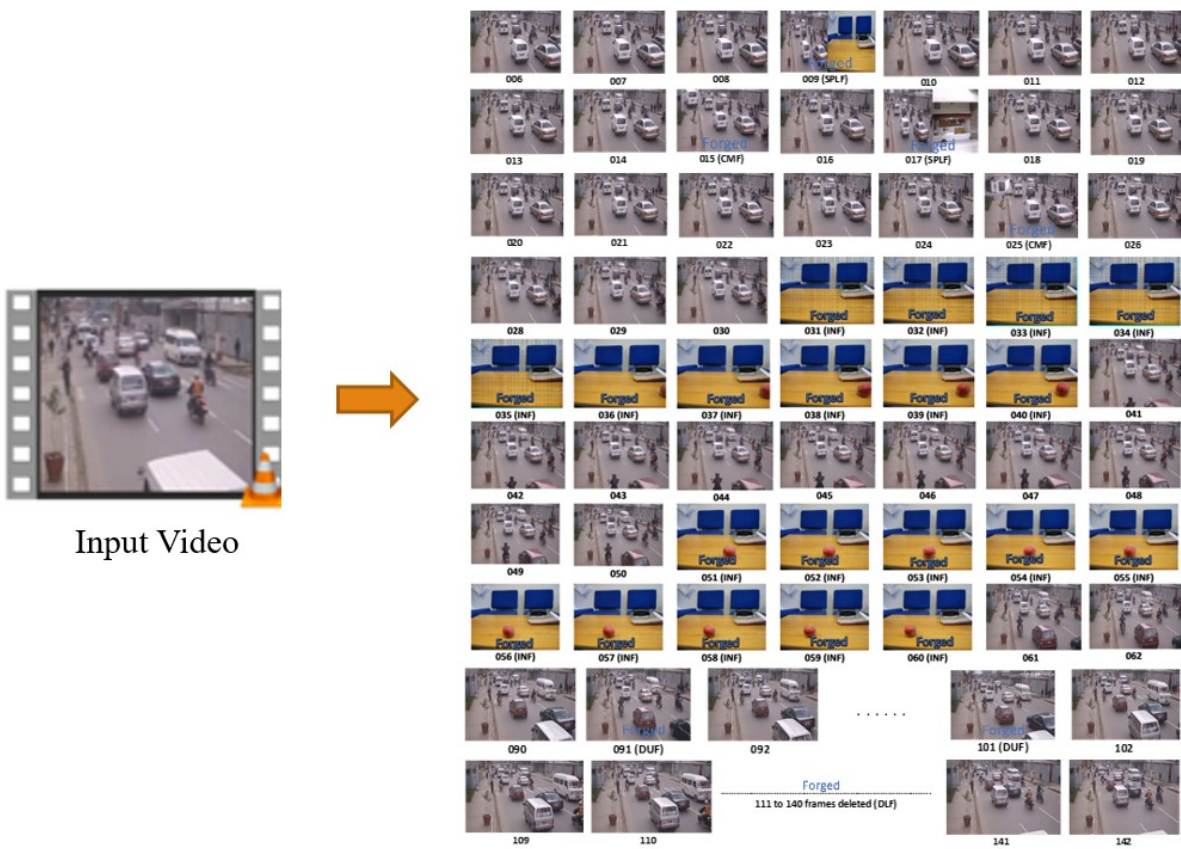 Forged
006 007 008 009 (SPLF) 010 011 012
Forged Forged
013 014 015 (CMF) 016 017 (SPLF) 018 019
Forged
020 021 022 023 024 025 (CMF) 026
Forged Forged Forged Forged
028 029 030 031 (INF) 032 (INF) 033 (INF) 034 (INF)
Forged Forged Forged Forged Forged Forged
035 (INF) 036 (INF) 037 (INF) 038 (INF) 039 (INF) 040 (INF) 041
042 043 044 045 046 047 048
Input Video
Forged Forged Forged Forged Forged
049 050 051 (INF) 052 (INF) 053 (INF) 054 (INF) 055 (INF)
Forged Forged Forged Forged Forged
056 (INF) 057 (INF) 058 (INF) 059 (INF) 060 (INF) 061 062
Forged . . . . . . Forged
090 091 (DUF) 092 101 (DUF) 102
Forged
111 to 140 frames deleted (DLF)
109 110 141 142